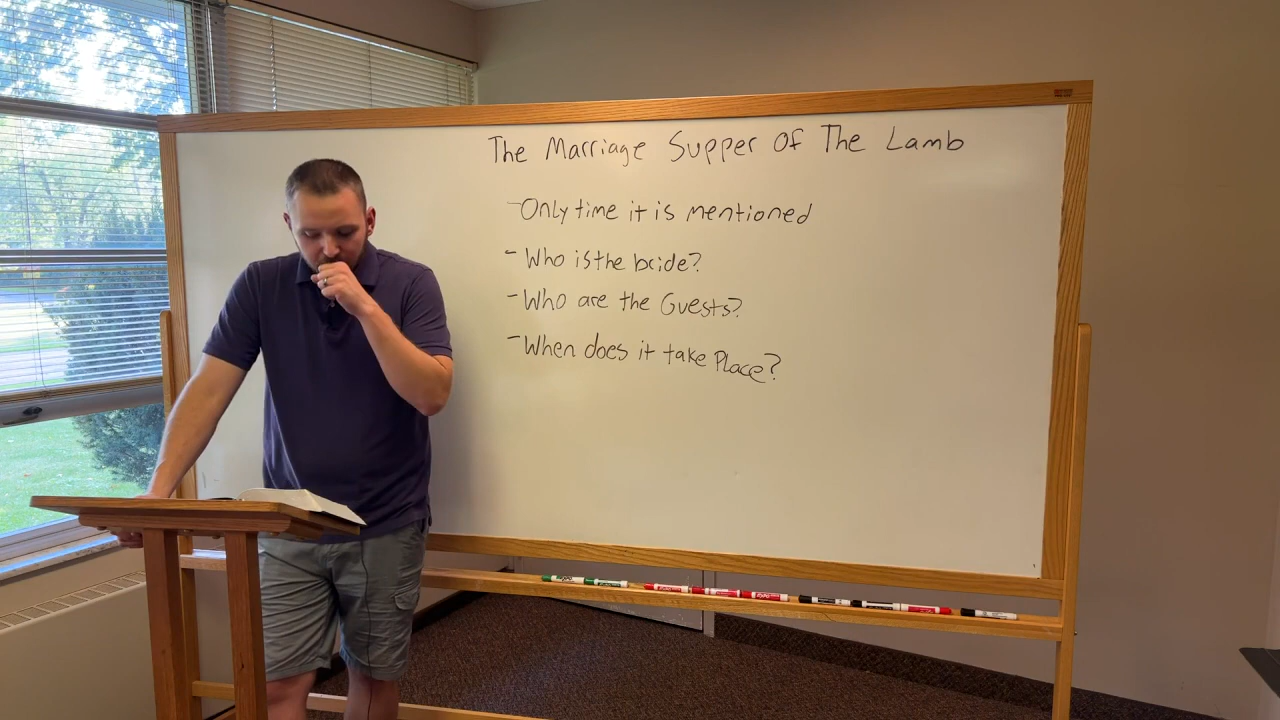 The Marriage Supper Of The Lamb
- Only time it is mentioned
- Who is the bride?
- Who are the Guests?
- When does it take Place?